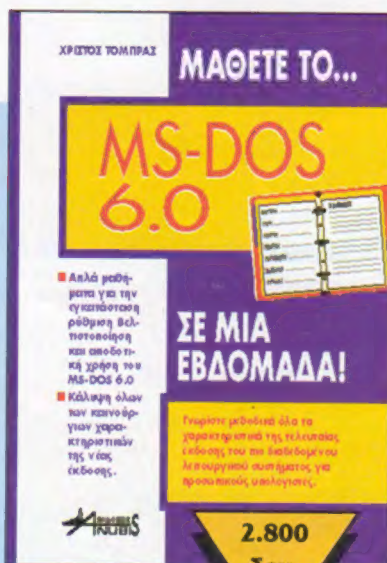 ΧΡΙΣΤΟΣ ΤΟΜΠΡΑΣ
ΜΑΘΕΤΕ ΤΟ...
MS-DOS
6.0
Απλά μαθή-
ματα για την
εγκατάσταση
ρύθμιση βελ-
τιστοποίηση
και αποδοτι-
κή χρήση του
MS-DOS 6.0
Κάλυψη όλων
των καινούρ-
γιων χαρα-
κτηριστικών
της νέας
έκδοσης.
ΣΕ ΜΙΑ
ΕΒΔΟΜΑΔΑ!
Γνωρίστε μεθοδικά όλα τα
χαρακτηριστικά της τελευταίας
έκδοσης του πιο διαδεδομένου
λειτουργικού συστήματος για
προσωπικούς υπολογιστές.
ANUBIS
2.800